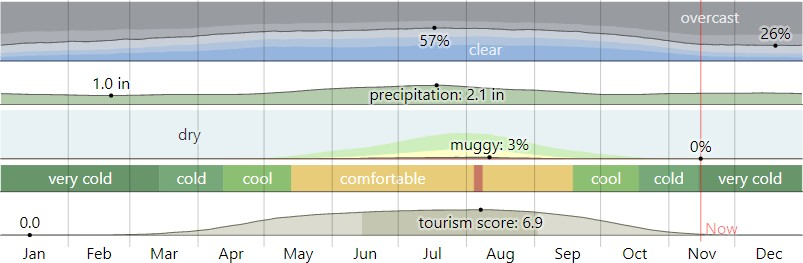 overcast
57%
26%
clear
1.0 in
precipitation: 2.1 in
dry
muggy: 3%
0%
very cold cold cool comfortable cool cold very cold
0.0
tourism score: 6.9
Now
Jan Feb Mar Apr May Jun Jul Aug Sep Oct Nov Dec